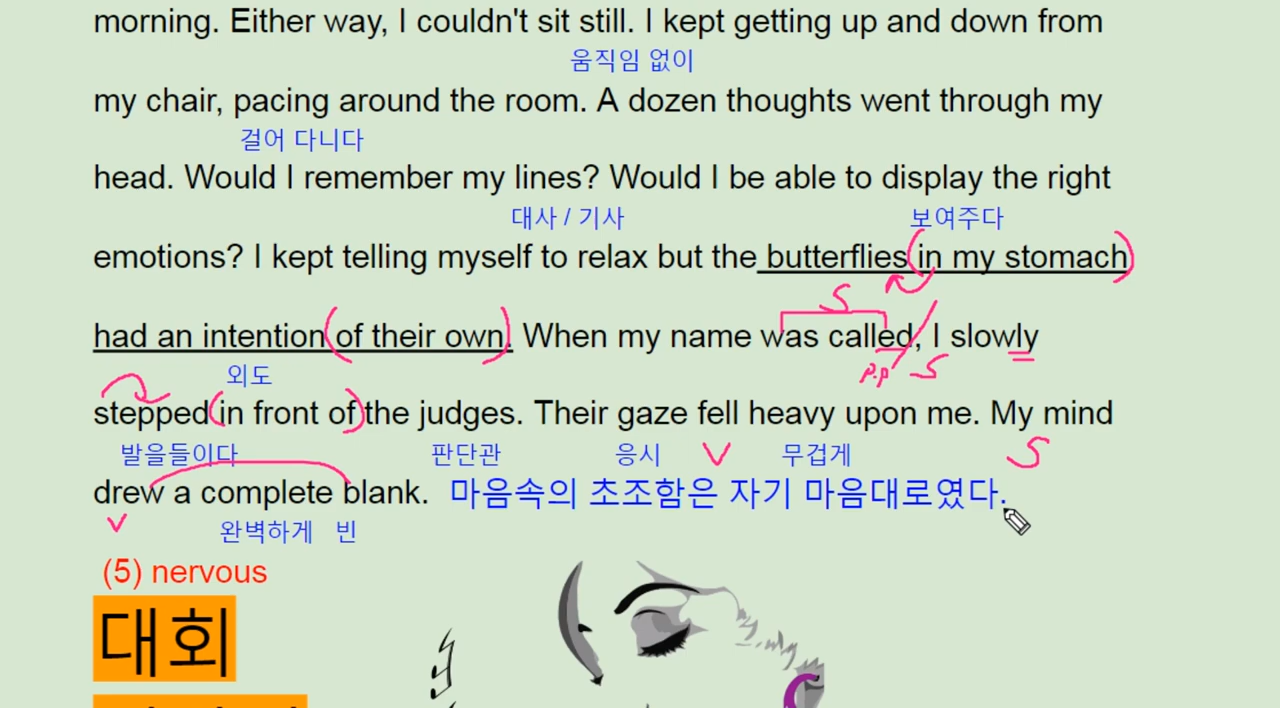 morning. Either way, I couldn't sit still. I kept getting up and down from
움직임 없이
my chair, pacing around the room. A dozen thoughts went through my
걸어 다니다
head. Would I remember my lines? Would I be able to display the right
대사 / 기사 보여주다
emotions? I kept telling myself to relax but the butterflies (in my stomach)
S
had an intention (of their own). When my name was called, / I slowly
외도 p.p S
stepped (in front of) the judges. Their gaze fell heavy upon me. My mind
발을들이다 판단관 응시 V 무겁게 S
drew a complete blank. 마음속의 초조함은 자기 마음대로였다.
V 완벽하게 빈
(5) nervous
대회